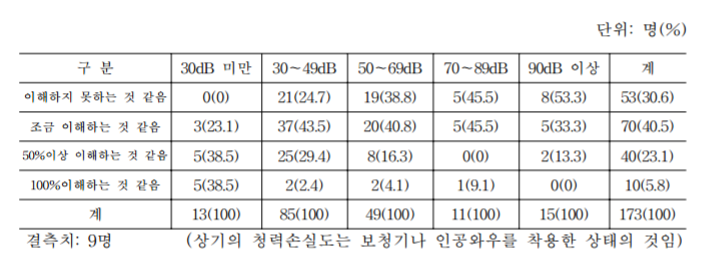 단위: 명(%)
구 분 30dB 미만 30∼49dB 50∼69dB 70∼89dB 90dB 이상 계
이해하지 못하는 것 같음 0(0) 21(24.7) 19(38.8) 5(45.5) 8(53.3) 53(30.6)
조금 이해하는 것 같음 3(23.1) 37(43.5) 20(40.8) 5(45.5) 5(33.3) 70(40.5)
50%이상 이해하는 것 같음 5(38.5) 25(29.4) 8(16.3) 0(0) 2(13.3) 40(23.1)
100%이해하는 것 같음 5(38.5) 2(2.4) 2(4.1) 1(9.1) 0(0) 10(5.8)
계 13(100) 85(100) 49(100) 11(100) 15(100) 173(100)
결측치: 9명 (상기의 청력손실도는 보청기나 인공와우를 착용한 상태의 것임)